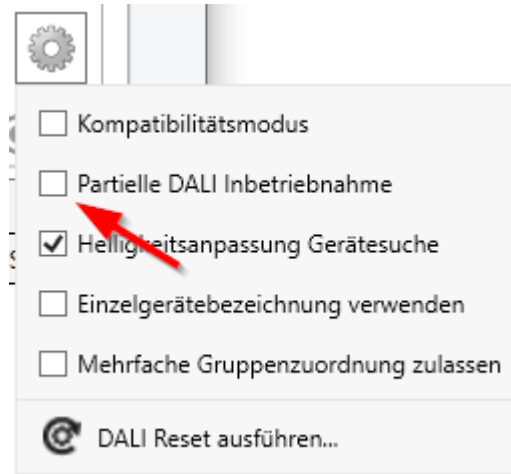 Kompatibilitätsmodus
Partielle DALI Inbetriebnahme
Helligkeitsanpassung Gerätesuche
Einzelgerätebezeichnung verwenden
Mehrfache Gruppenzuordnung zulassen
DALI Reset ausführen...